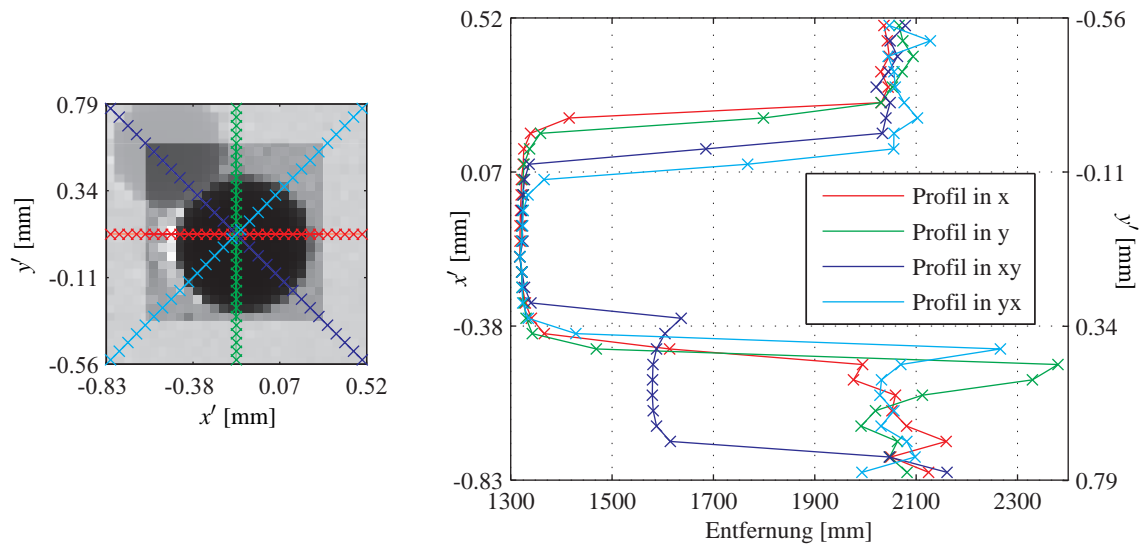 0.79
0.34
-0.11
-0.56
y′ [mm]
-0.83 -0.38 0.07 0.52
x′ [mm]
0.52
0.07
-0.38
-0.83
x′ [mm]
1300 1500 1700 1900 2100 2300
Entfernung [mm]
-0.56
-0.11
0.34
0.79
y′ [mm]
Profil in x
Profil in y
Profil in xy
Profil in yx